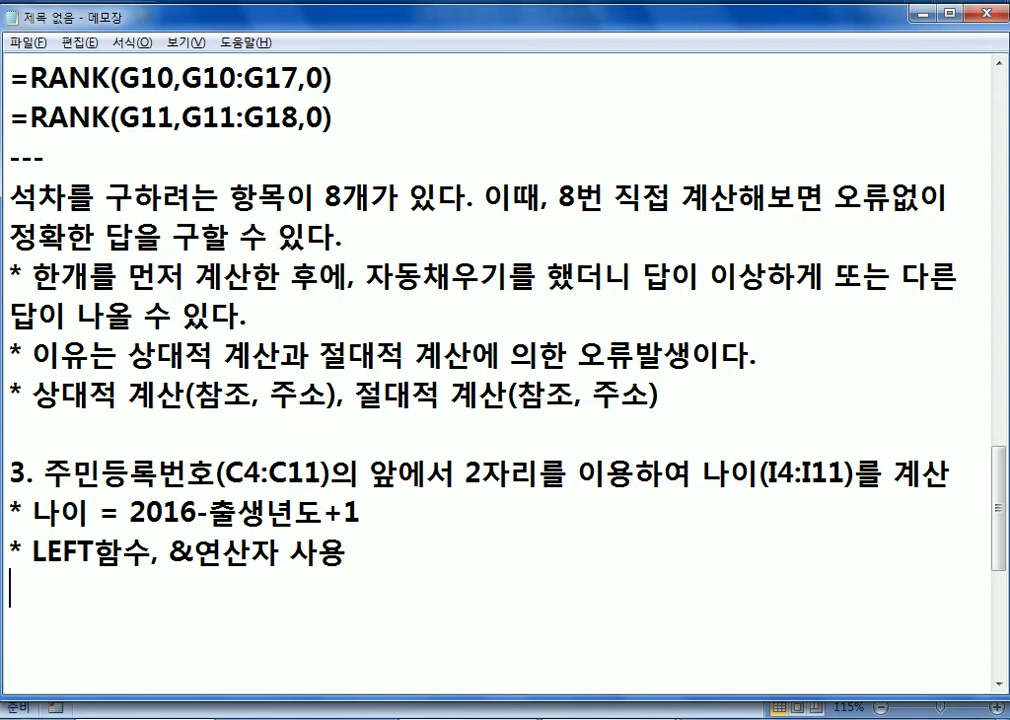 제목 없음 - 메모장
파일(F) 편집(E) 서식(O) 보기(V) 도움말(H)
=RANK(G10,G10:G17,0)
=RANK(G11,G11:G18,0)
---
석차를 구하려는 항목이 8개가 있다. 이때, 8번 직접 계산해보면 오류없이
정확한 답을 구할 수 있다.
* 한개를 먼저 계산한 후에, 자동채우기를 했더니 답이 이상하게 또는 다른
답이 나올 수 있다.
* 이유는 상대적 계산과 절대적 계산에 의한 오류발생이다.
* 상대적 계산(참조, 주소), 절대적 계산(참조, 주소)
3. 주민등록번호(C4:C11)의 앞에서 2자리를 이용하여 나이(I4:I11)를 계산
* 나이 = 2016-출생년도+1
* LEFT함수, &연산자 사용
준비 115%